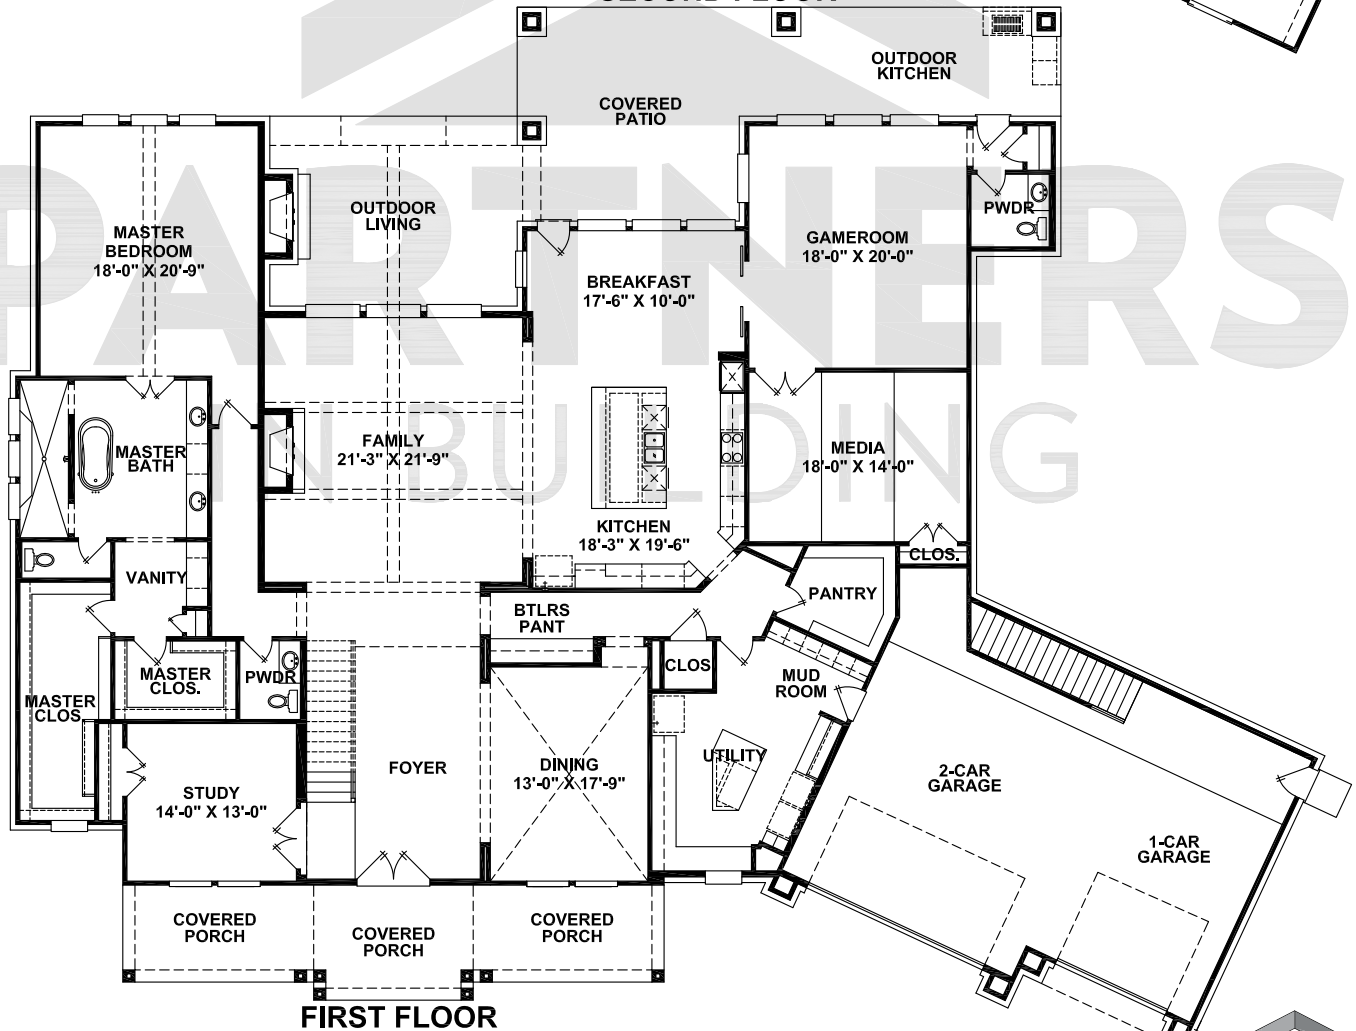 SECOND FLOOR
OUTDOOR
KITCHEN
COVERED
PATIO
PARTNERS
IN BUILDING
MASTER
BEDROOM
18'-0" X 20'-9"
OUTDOOR
LIVING
BREAKFAST
17'-6" X 10'-0"
GAMEROOM
18'-0" X 20'-0"
PWDR
MASTER
BATH
FAMILY
21'-3" X 21'-9"
MEDIA
18'-0" X 14'-0"
KITCHEN
18'-3" X 19'-6"
CLOS.
VANITY
BTLRS
PANT
PANTRY
MASTER
CLOS.
PWDR
CLOS
MUD
ROOM
MASTER
CLOS.
STUDY
14'-0" X 13'-0"
FOYER
DINING
13'-0" X 17'-9"
UTILITY
2-CAR
GARAGE
1-CAR
GARAGE
COVERED
PORCH
COVERED
PORCH
COVERED
PORCH
FIRST FLOOR